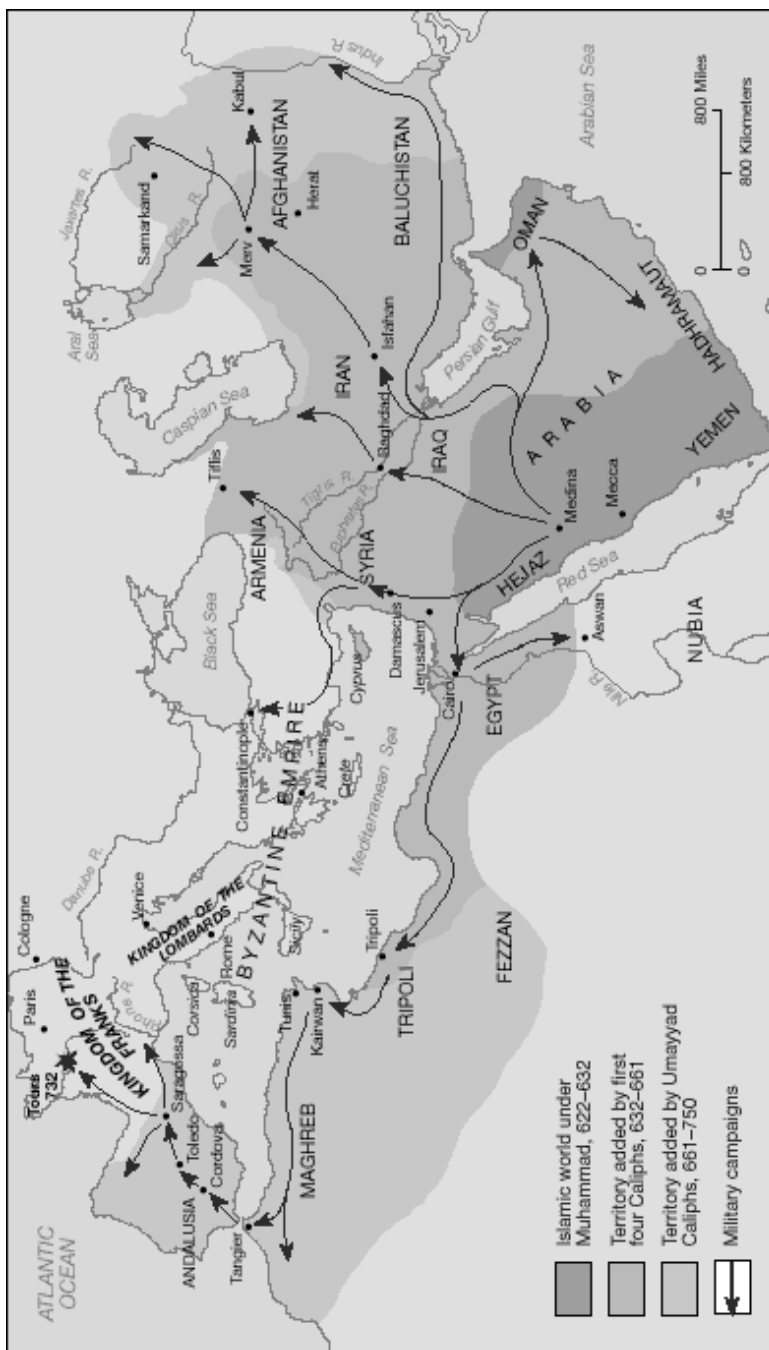 ATLANTIC
OCEAN
Tours
732
Paris
Cologne
KINGDOM OF THE
FRANKS
Rhone R.
Danube R.
Venice
KINGDOM OF THE
LOMBARDS
Saragossa
Toledo
Cordova
ANDALUSIA
Tangier
Corsica
Sardinia
Rome
Sicily
BYZANTINE EMPIRE
Constantinople
Athens
Crete
Cyprus
Black Sea
Mediterranean Sea
MAGHREB
Tunis
Kairwan
Tripoli
TRIPOLI
FEZZAN
Cairo
EGYPT
Nile R.
Aswan
NUBIA
Red Sea
Jerusalem
Damascus
SYRIA
ARMENIA
Tiflis
Tigris R.
Euphrates R.
Baghdad
IRAQ
IRAN
Isfahan
Caspian Sea
Aral
Sea
Jaxartes R.
Oxus R.
Samarkand
Merv
Herat
Kabul
AFGHANISTAN
BALUCHISTAN
Indus R.
Persian Gulf
OMAN
HEJAZ
Medina
Mecca
ARABIA
YEMEN
HADHRAMAUT
Arabian Sea
0 800 Miles
0 800 Kilometers
Islamic world under
Muhammad, 622–632
Territory added by first
four Caliphs, 632–661
Territory added by Umayyad
Caliphs, 661–750
Military campaigns